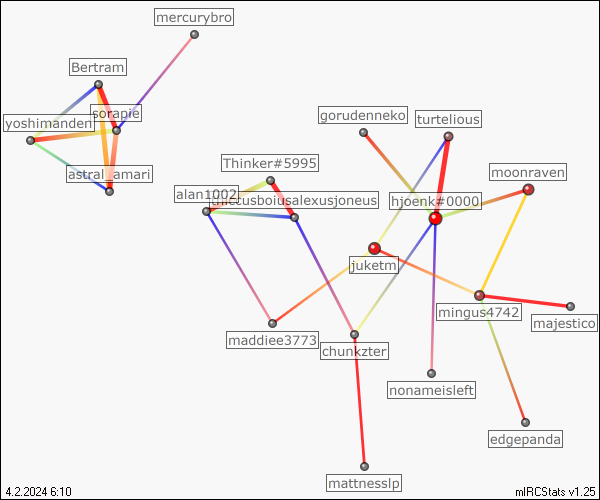 mercurybro
Bertram
sorapie
yoshimanden
gorudenneko
turtelious
Thinker#5995
moonraven
astral_amari
alan1002
hjoenk#0000
juketm
mingus4742
majestico
maddiee3773
chunkzter
nonameisleft
edgepanda
mattnesslp
4.2.2024 6:10
mIRCStats v1.25